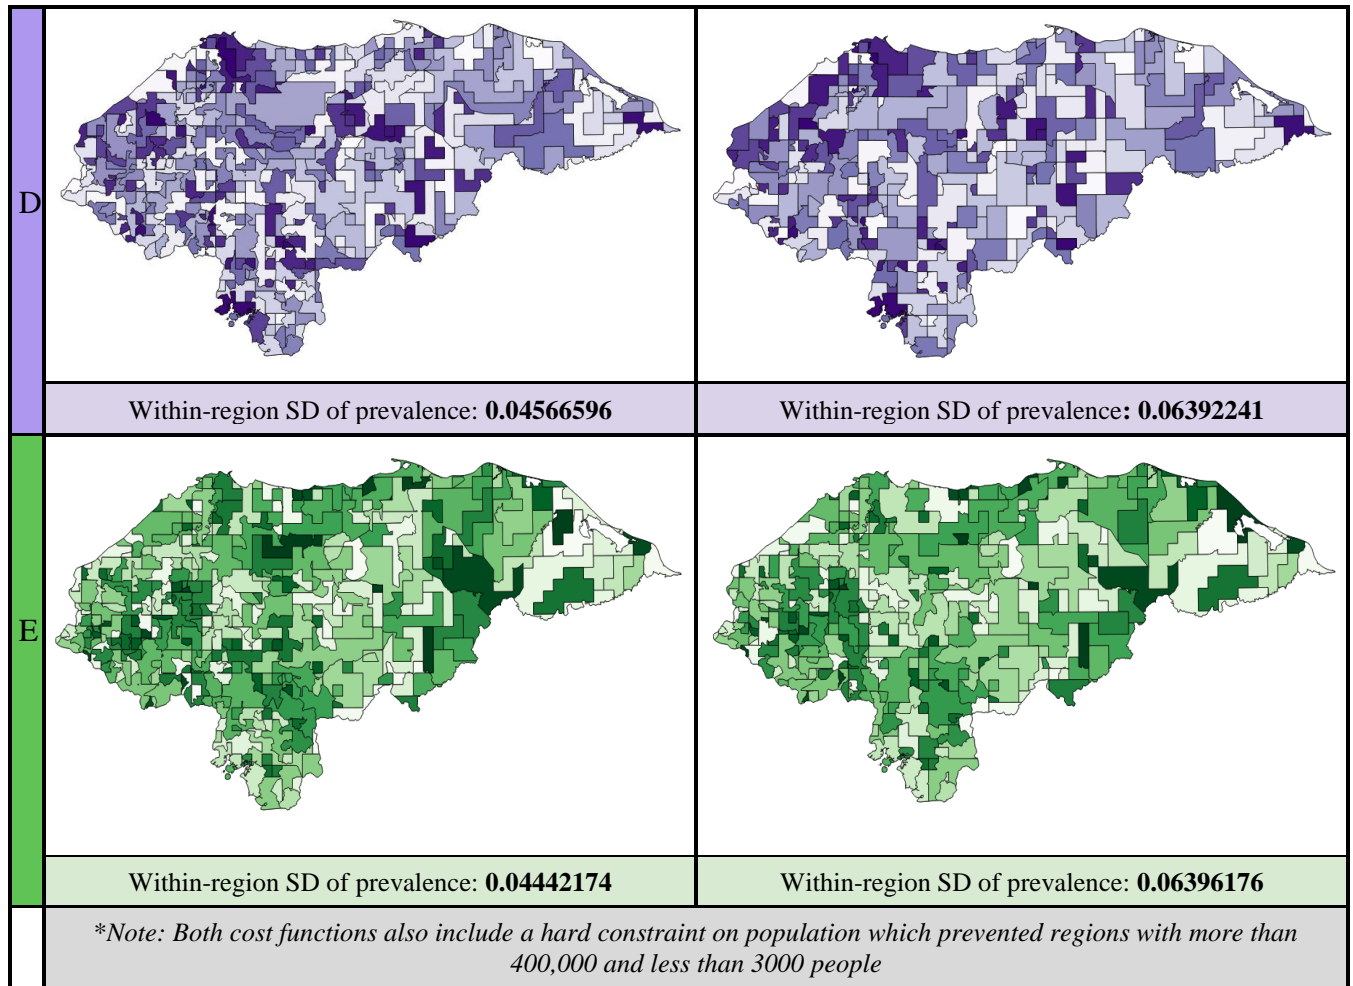 D
Within-region SD of prevalence: 0.04566596
Within-region SD of prevalence: 0.06392241
E
Within-region SD of prevalence: 0.04442174
Within-region SD of prevalence: 0.06396176
*Note: Both cost functions also include a hard constraint on population which prevented regions with more than
400,000 and less than 3000 people